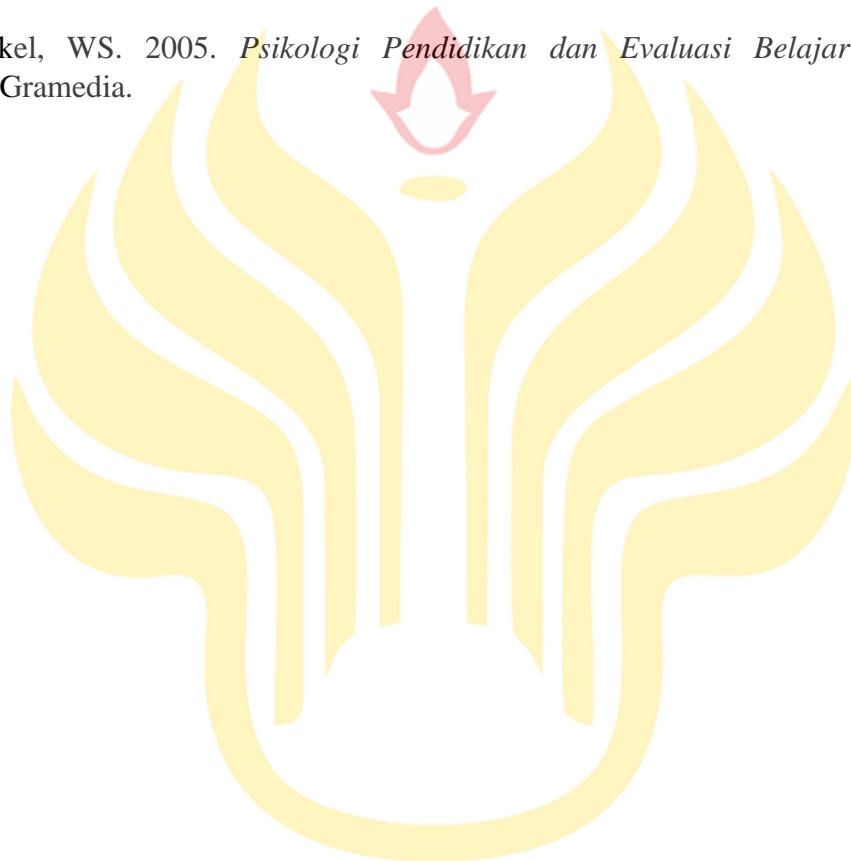 kel, WS. 2005. Psikologi Pendidikan dan Evaluasi Belajar
Gramedia.